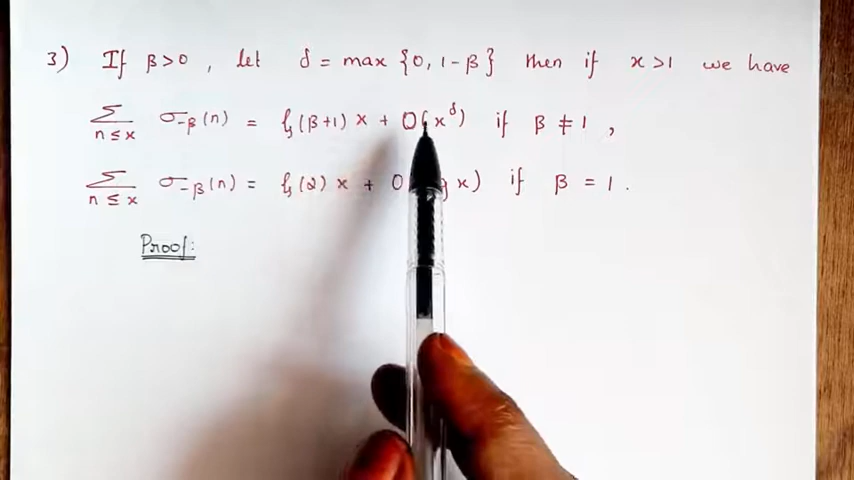 3) If β>0 , let δ = max {0, 1-β} then if x>1 we have
∑ n≤x σ-β(n) = ζ(β+1) x + O(x^δ) if β ≠ 1 ,
∑ n≤x σ-β(n) = ζ(2) x + O( x) if β = 1 .
Proof: